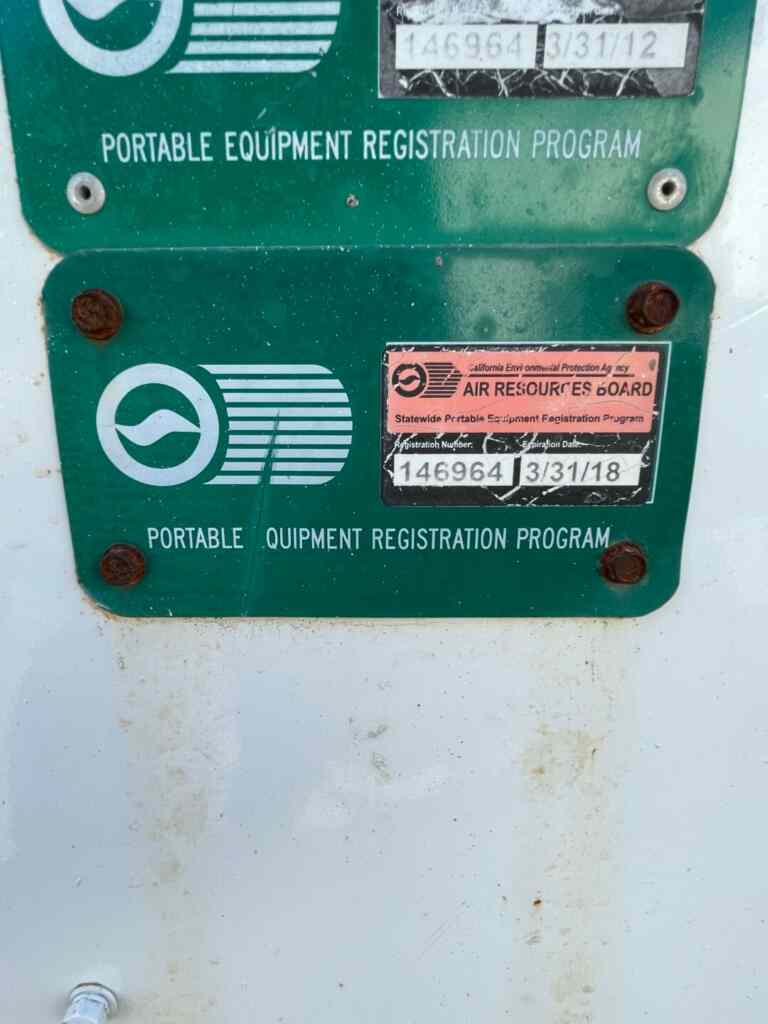 146964 3/31/12
PORTABLE EQUIPMENT REGISTRATION PROGRAM
California Environmental Protection Agency
AIR RESOURCES BOARD
Statewide Portable Equipment Registration Program
Registration Number: Expiration Date:
146964 3/31/18
PORTABLE QUIPMENT REGISTRATION PROGRAM